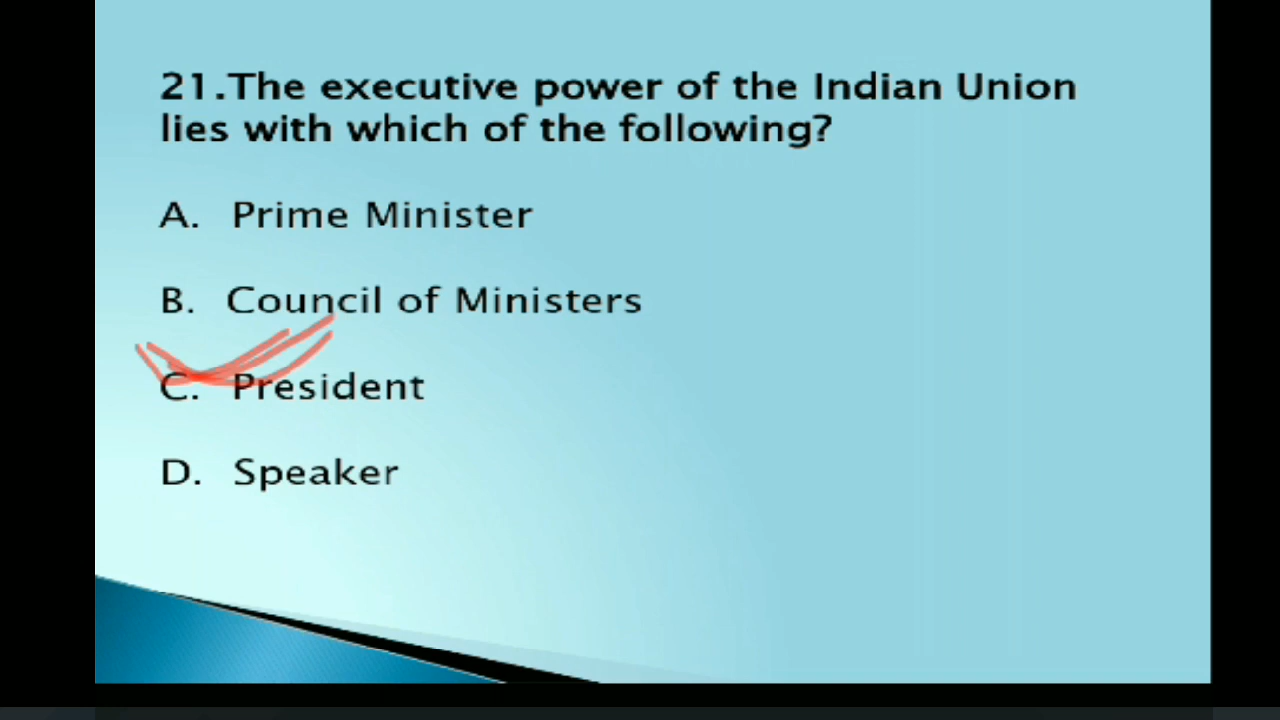 21.The executive power of the Indian Union
lies with which of the following?
A. Prime Minister
B. Council of Ministers
C. President
D. Speaker